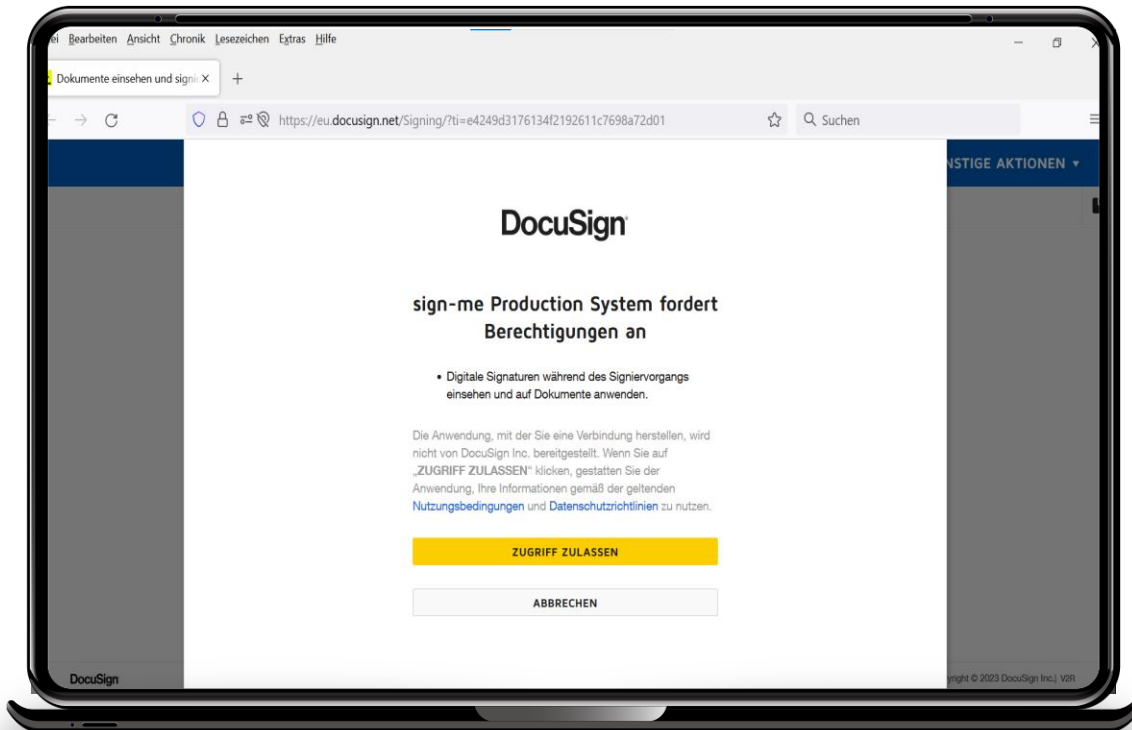 ei Bearbeiten Ansicht Chronik Lesezeichen Extras Hilfe
Dokumente einsehen und signi
https://eu.docusign.net/Signing/?ti=e4249d3176134f2192611c7698a72d01
Suchen
NSTIGE AKTIONEN
DocuSign
sign-me Production System fordert
Berechtigungen an
• Digitale Signaturen während des Signiervorgangs
einsehen und auf Dokumente anwenden.
Die Anwendung, mit der Sie eine Verbindung herstellen, wird
nicht von DocuSign Inc. bereitgestellt. Wenn Sie auf
„ZUGRIFF ZULASSEN" klicken, gestatten Sie der
Anwendung, Ihre Informationen gemäß der geltenden
Nutzungsbedingungen und Datenschutzrichtlinien zu nutzen.
ZUGRIFF ZULASSEN
ABBRECHEN
DocuSign
yright © 2023 DocuSign Inc.| V2R